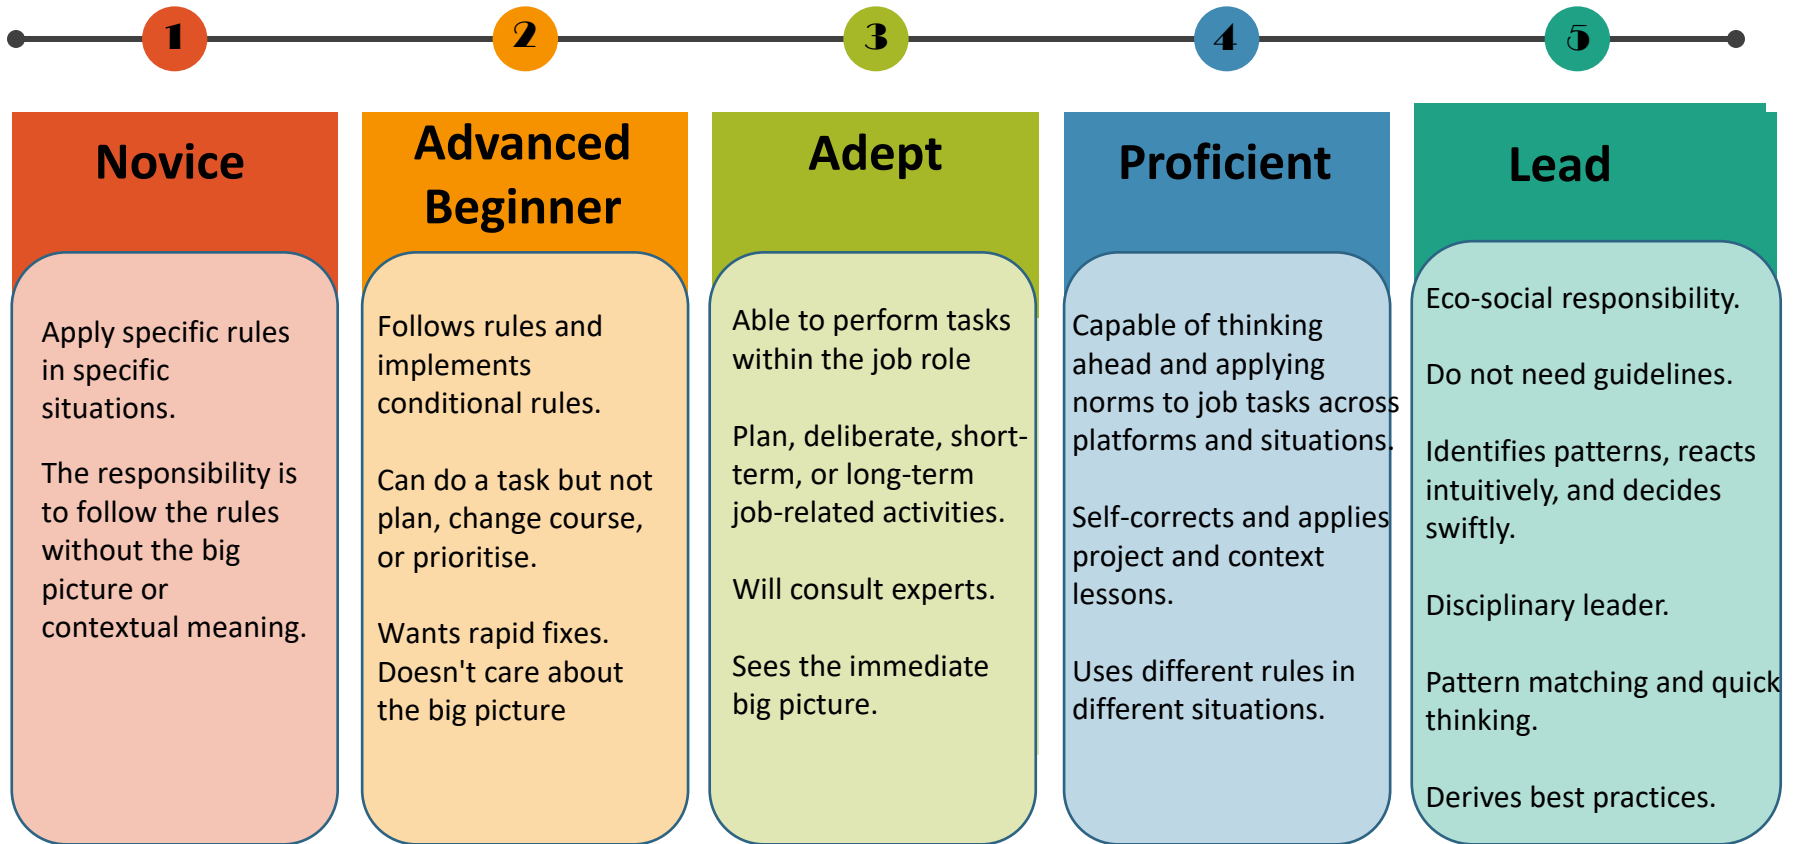 1
2
3
4
5
Novice
Advanced
Beginner
Adept
Proficient
Lead
Apply specific rules
in specific
situations.
The responsibility is
to follow the rules
without the big
picture or
contextual meaning.
Follows rules and
implements
conditional rules.
Can do a task but not
plan, change course,
or prioritise.
Wants rapid fixes.
Doesn't care about
the big picture
Able to perform tasks
within the job role
Plan, deliberate, short-
term, or long-term
job-related activities.
Will consult experts.
Sees the immediate
big picture.
Capable of thinking
ahead and applying
norms to job tasks across
platforms and situations.
Self-corrects and applies
project and context
lessons.
Uses different rules in
different situations.
Eco-social responsibility.
Do not need guidelines.
Identifies patterns, reacts
intuitively, and decides
swiftly.
Disciplinary leader.
Pattern matching and quick
thinking.
Derives best practices.